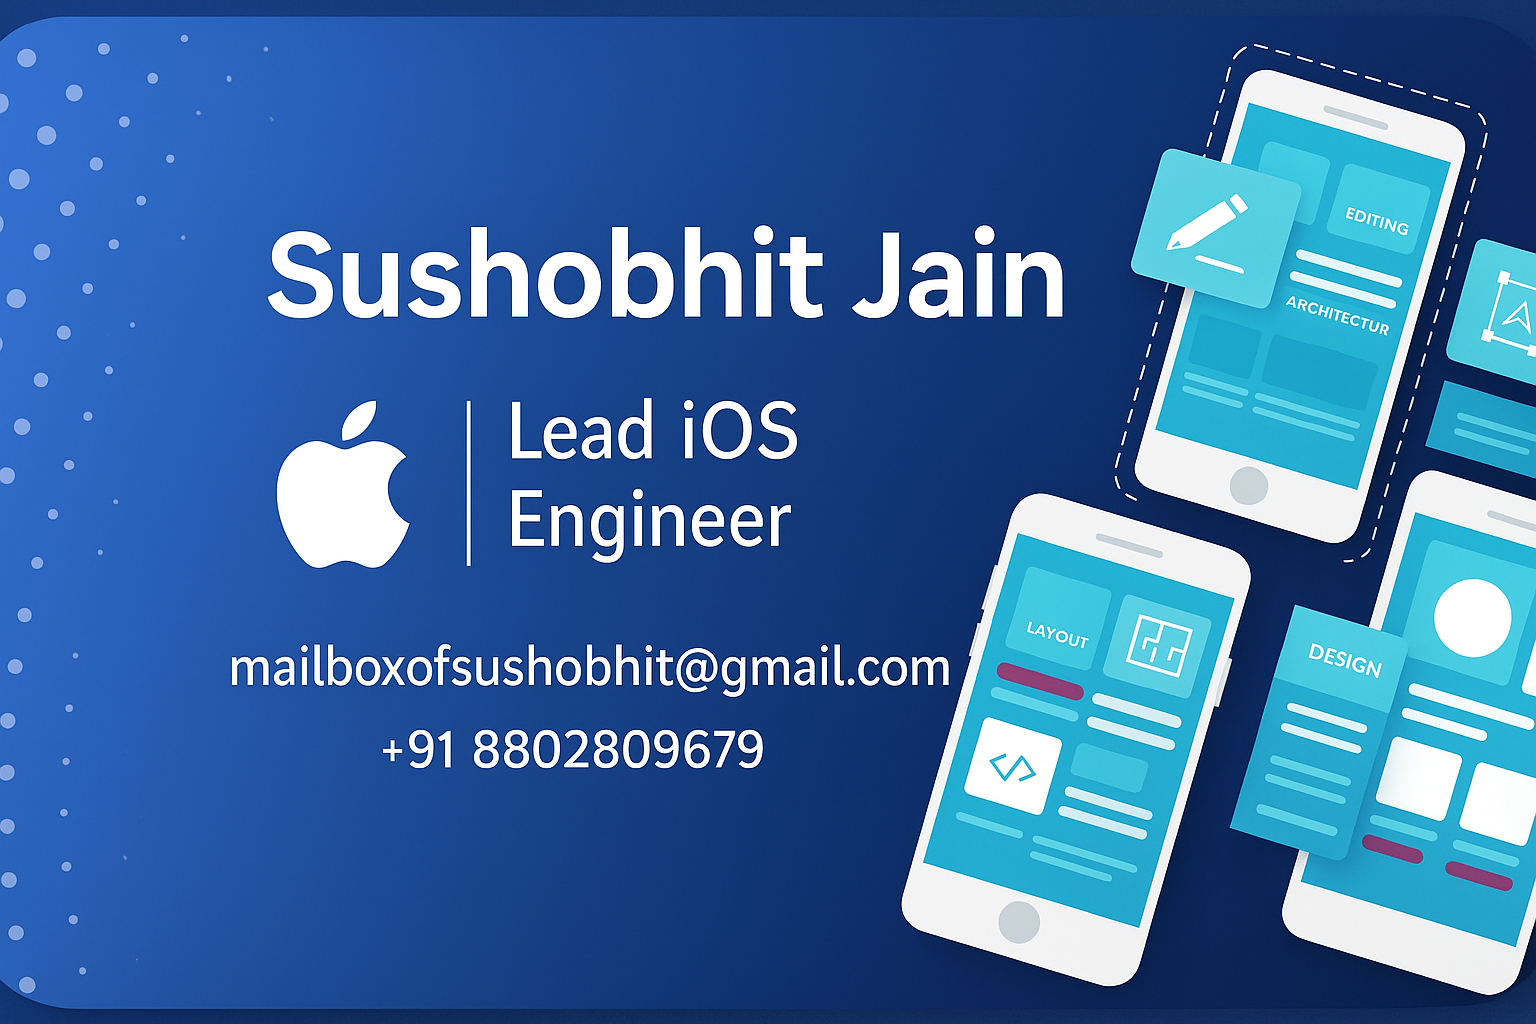 Sushobhit Jain
Lead iOS
Engineer
mailboxofsushobhit@gmail.com
+91 8802809679
EDITING
ARCHITECTUR
LAYOUT
DESIGN